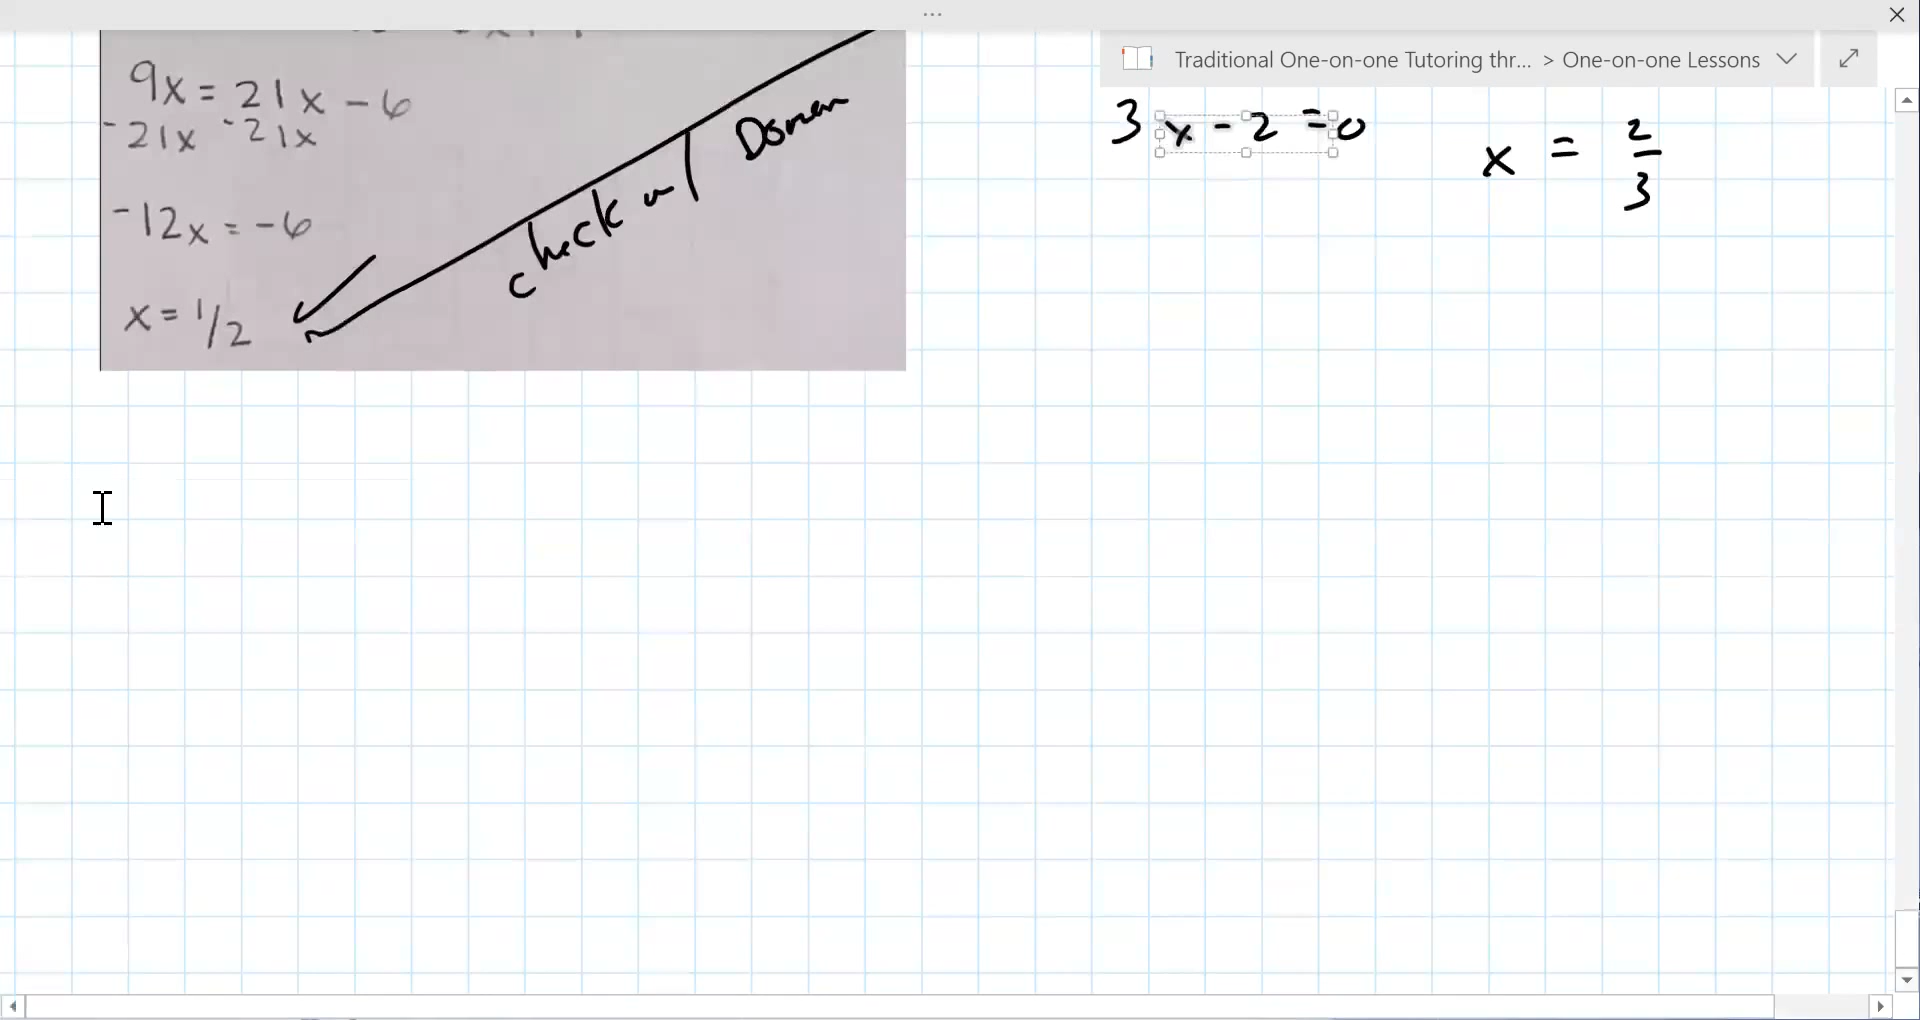 Traditional One-on-one Tutoring thr... > One-on-one Lessons
9x = 21x - 6
-21x -21x
-12x = -6
x = 1/2
check w/
3x - 2 = 0
x = 2/3